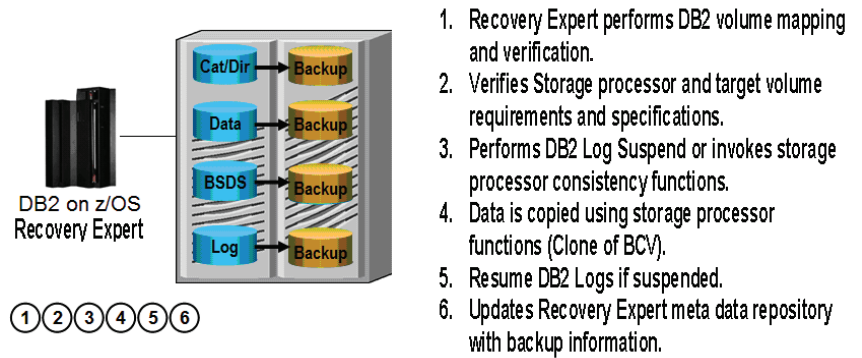 Cat/Dir
Backup
Data
Backup
BSDS
Backup
Log
Backup
DB2 on z/OS
Recovery Expert
1 2 3 4 5 6
1. Recovery Expert performs DB2 volume mapping
and verification.
2. Verifies Storage processor and target volume
requirements and specifications.
3. Performs DB2 Log Suspend or invokes storage
processor consistency functions.
4. Data is copied using storage processor
functions (Clone of BCV).
5. Resume DB2 Logs if suspended.
6. Updates Recovery Expert meta data repository
with backup information.